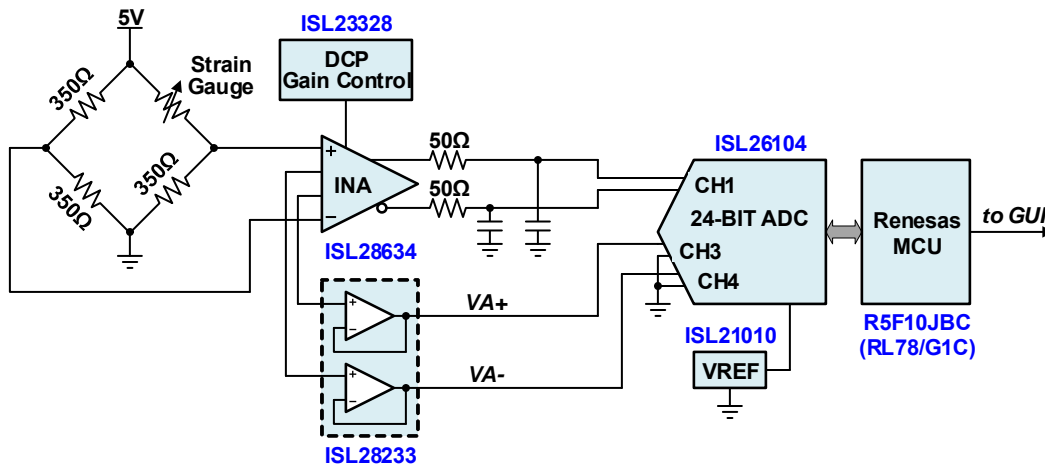 5V
350Ω
Strain
Gauge
350Ω
350Ω
ISL23328
DCP
Gain Control
+
INA
−
ISL28634
50Ω
50Ω
+
−
+
−
ISL28233
VA+
VA-
ISL26104
CH1
24-BIT ADC
CH3
CH4
ISL21010
VREF
Renesas
MCU
R5F10JBC
(RL78/G1C)
to GUI